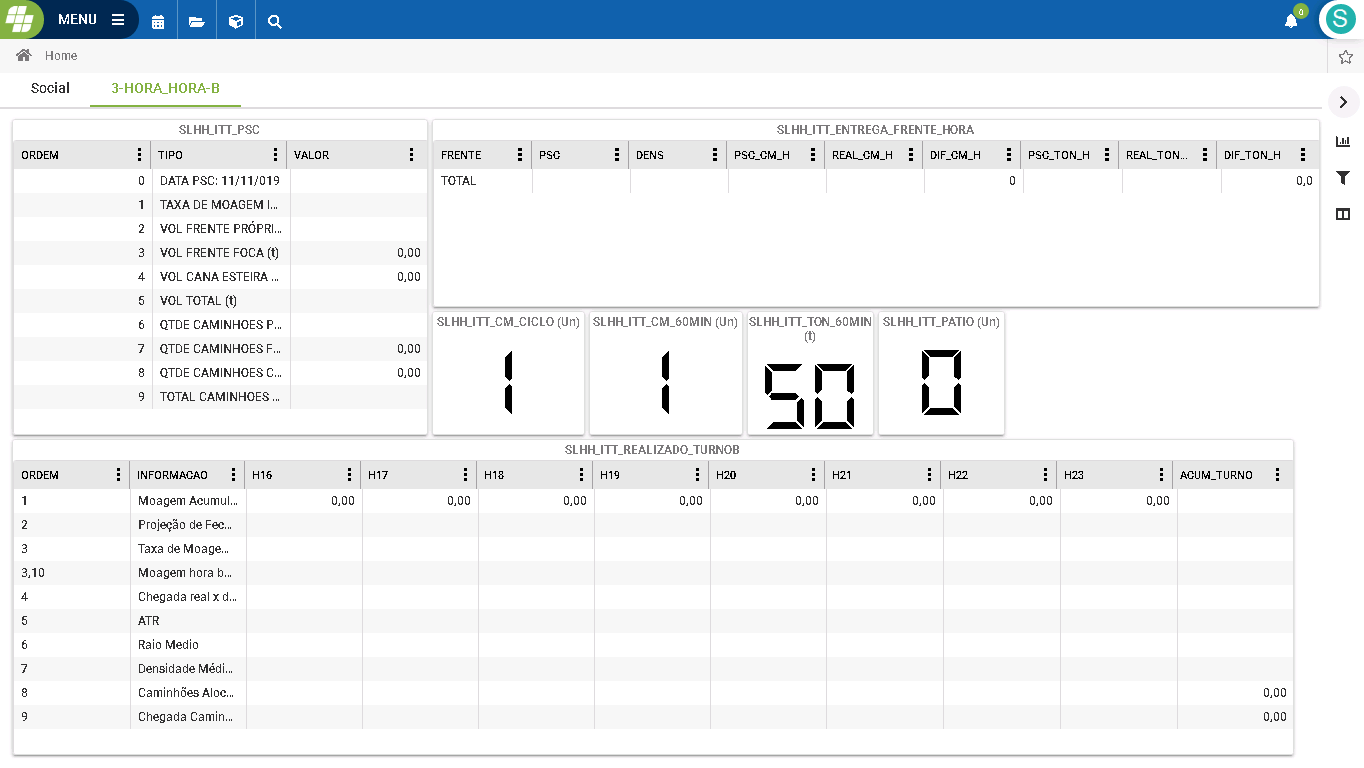 MENU
0
S
Home
Social 3-HORA_HORA-B
SLHH_ITT_PSC
ORDEM TIPO VALOR
0 DATA PSC: 11/11/019
1 TAXA DE MOAGEM I...
2 VOL FRENTE PRÓPRI...
3 VOL FRENTE FOCA (t) 0,00
4 VOL CANA ESTEIRA ... 0,00
5 VOL TOTAL (t)
6 QTDE CAMINHOES P...
7 QTDE CAMINHOES F... 0,00
8 QTDE CAMINHOES C... 0,00
9 TOTAL CAMINHOES ...
SLHH_ITT_ENTREGA_FRENTE_HORA
FRENTE PSC DENS PSC_CM_H REAL_CM_H DIF_CM_H PSC_TON_H REAL_TON... DIF_TON_H
TOTAL 0 0,0
SLHH_ITT_CM_CICLO (Un)
1
SLHH_ITT_CM_60MIN (Un)
1
SLHH_ITT_TON_60MIN
(t)
50
SLHH_ITT_PATIO (Un)
0
SLHH_ITT_REALIZADO_TURNOB
ORDEM INFORMACAO H16 H17 H18 H19 H20 H21 H22 H23 ACUM_TURNO
1 Moagem Acumul... 0,00 0,00 0,00 0,00 0,00 0,00 0,00 0,00
2 Projeção de Fec...
3 Taxa de Moage...
3,10 Moagem hora b...
4 Chegada real x d...
5 ATR
6 Raio Medio
7 Densidade Médi...
8 Caminhões Aloc... 0,00
9 Chegada Camin... 0,00